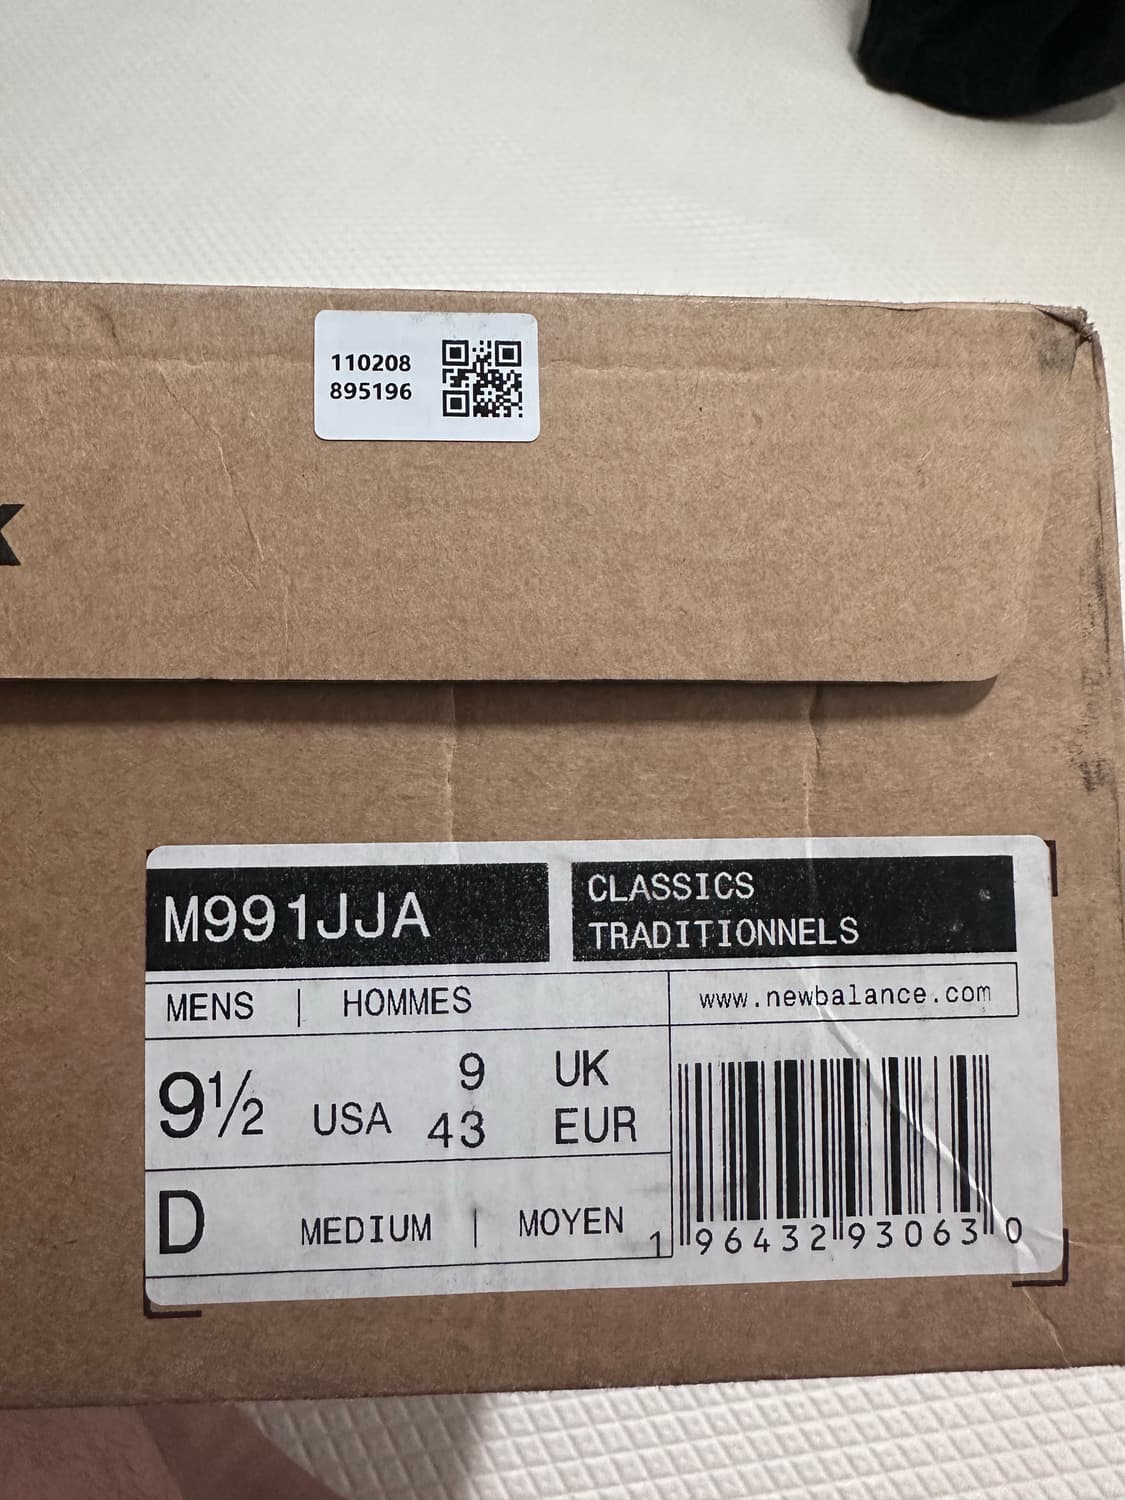 110208
895196
M991JJA
CLASSICS
TRADITIONNELS
MENS | HOMMES
www.newbalance.com
9½ USA
9 UK
43 EUR
D MEDIUM | MOYEN
1 96432 93063 0